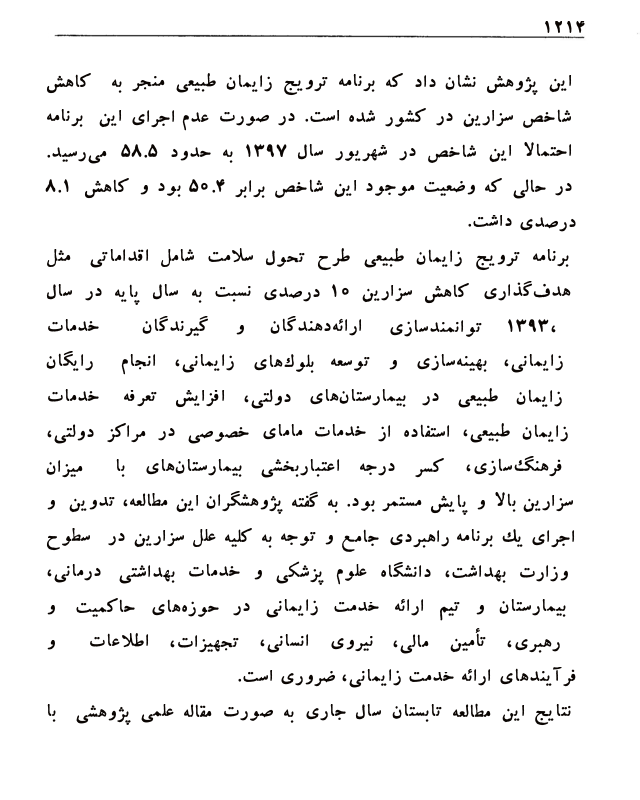 ۱۲۱۴
این پژوهش نشان داد که برنامه ترویج زایمان طبیعی منجر به کاهش
شاخص سزارین در کشور شده است. در صورت عدم اجرای این برنامه
احتمالا این شاخص در شهریور سال ۱۳۹۷ به حدود ۵۸.۵ می‌رسید.
در حالی که وضعیت موجود این شاخص برابر ۵۰.۴ بود و کاهش ۸.۱
درصدی داشت.
برنامه ترویج زایمان طبیعی طرح تحول سلامت شامل اقداماتی مثل
هدف‌گذاری کاهش سزارین ۱۰ درصدی نسبت به سال پایه در سال
۱۳۹۳، توانمندسازی ارائه‌دهندگان و گیرندگان خدمات
زایمانی، بهینه‌سازی و توسعه بلوك‌های زایمانی، انجام رایگان
زایمان طبیعی در بیمارستان‌های دولتی، افزایش تعرفه خدمات
زایمان طبیعی، استفاده از خدمات مامای خصوصی در مراکز دولتی،
فرهنگ‌سازی، کسر درجه اعتباربخشی بیمارستان‌های با میزان
سزارین بالا و پایش مستمر بود. به گفته پژوهشگران این مطالعه، تدوین و
اجرای یك برنامه راهبردی جامع و توجه به کلیه علل سزارین در سطوح
وزارت بهداشت، دانشگاه علوم پزشکی و خدمات بهداشتی درمانی،
بیمارستان و تیم ارائه خدمت زایمانی در حوزه‌های حاکمیت و
رهبری، تأمین مالی، نیروی انسانی، تجهیزات، اطلاعات و
فرآیندهای ارائه خدمت زایمانی، ضروری است.
نتایج این مطالعه تابستان سال جاری به صورت مقاله علمی پژوهشی با